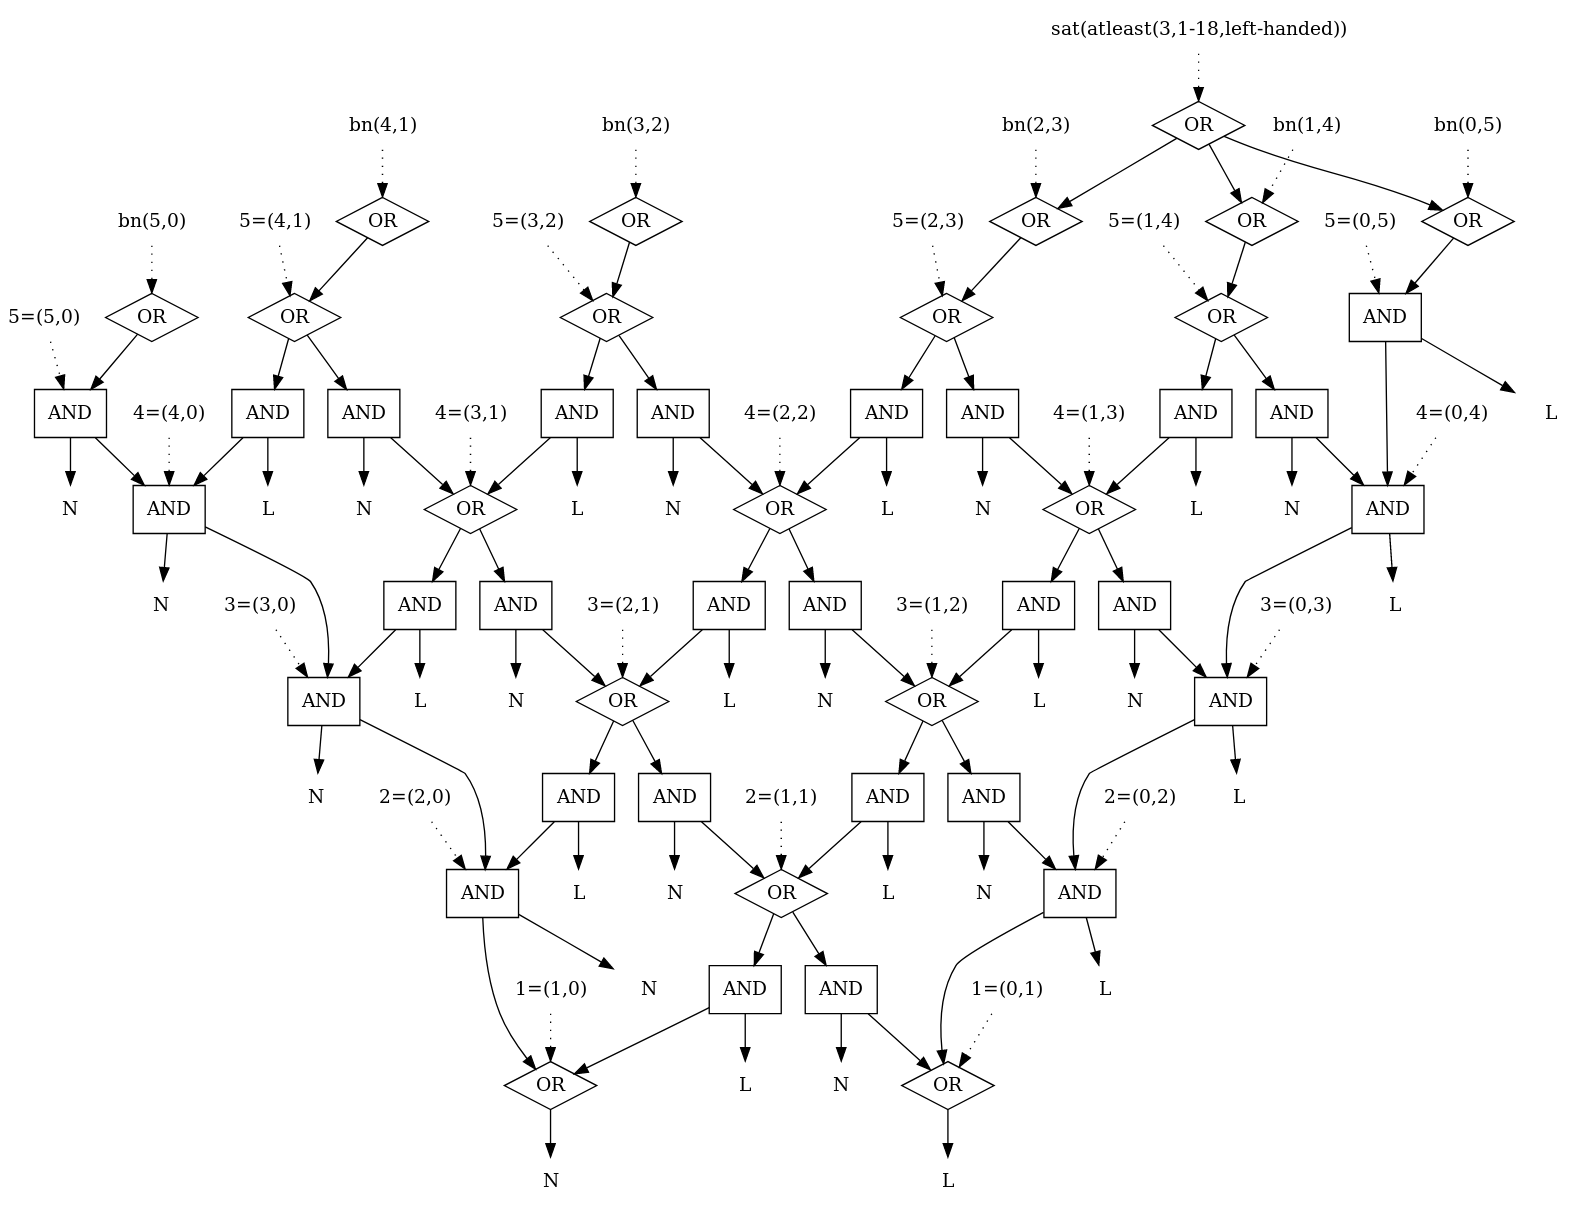 sat(atleast(3,1-18,left-handed))
bn(4,1) bn(3,2) bn(2,3) OR bn(1,4) bn(0,5)
bn(5,0) 5=(4,1) OR 5=(3,2) OR 5=(2,3) OR 5=(1,4) OR 5=(0,5) OR
5=(5,0) OR OR OR OR OR AND
AND 4=(4,0) AND AND 4=(3,1) AND AND 4=(2,2) AND AND 4=(1,3) AND AND 4=(0,4) L
N AND L N OR L N OR L N OR L N AND
N 3=(3,0) AND AND 3=(2,1) AND AND 3=(1,2) AND AND 3=(0,3) L
AND L N OR L N OR L N AND
N 2=(2,0) AND AND 2=(1,1) AND AND 2=(0,2) L
AND L N OR L N AND
1=(1,0) N AND AND 1=(0,1) L
OR L N OR
N L